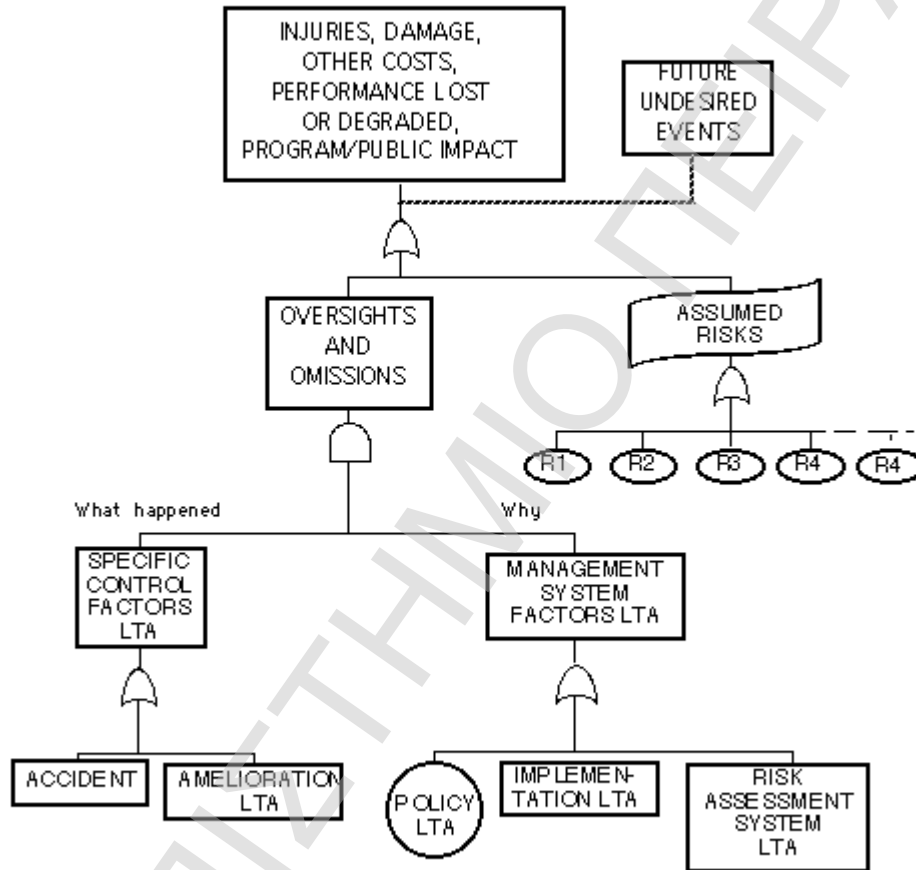 INJURIES, DAMAGE,
OTHER COSTS,
PERFORMANCE LOST
OR DEGRADED,
PROGRAM/PUBLIC IMPACT
FUTURE
UNDESIRED
EVENTS
OVERSIGHTS
AND
OMISSIONS
ASSUMED
RISKS
R1 R2 R3 R4 R4
What happened
Why
SPECIFIC
CONTROL
FACTORS
LTA
MANAGEMENT
SYSTEM
FACTORS LTA
ACCIDENT
AMELIORATION
LTA
POLICY
LTA
IMPLEMEN-
TATION LTA
RISK
ASSESSMENT
SYSTEM
LTA